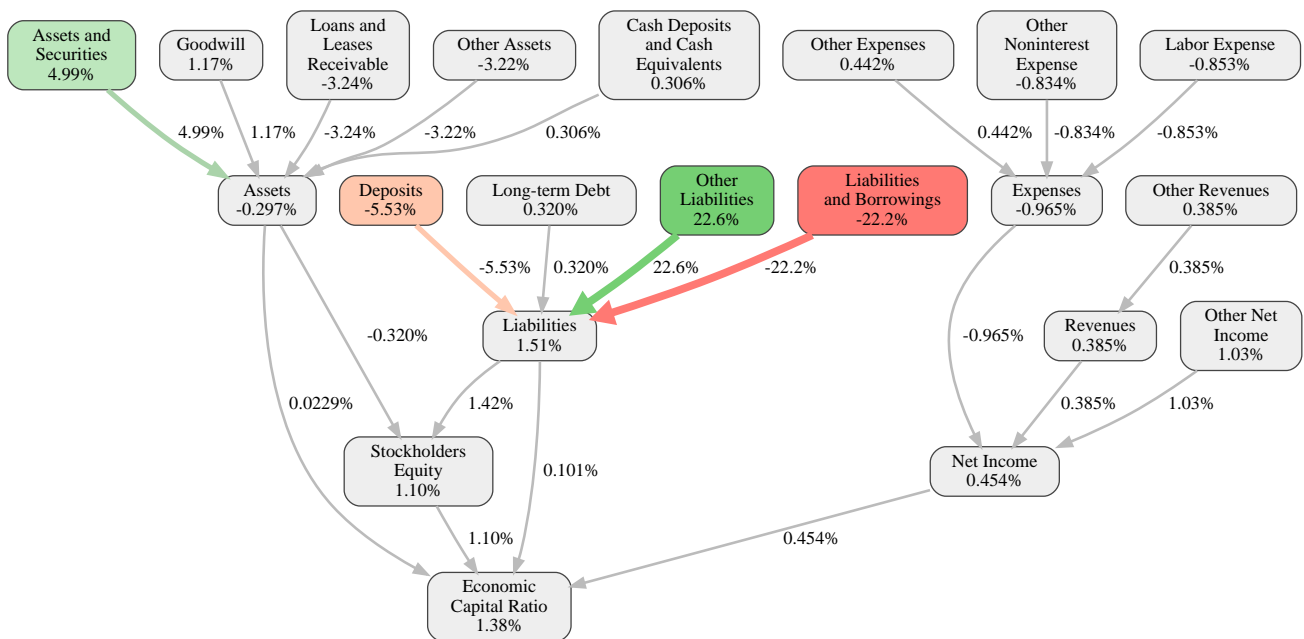 Assets and
Securities
4.99%
Goodwill
1.17%
Loans and
Leases
Receivable
-3.24%
Other Assets
-3.22%
Cash Deposits
and Cash
Equivalents
0.306%
Other Expenses
0.442%
Other
Noninterest
Expense
-0.834%
Labor Expense
-0.853%
4.99%
1.17%
-3.24%
-3.22%
0.306%
0.442%
-0.834%
-0.853%
Assets
-0.297%
Deposits
-5.53%
Long-term Debt
0.320%
Other
Liabilities
22.6%
Liabilities
and Borrowings
-22.2%
Expenses
-0.965%
Other Revenues
0.385%
-5.53%
0.320%
22.6%
-22.2%
0.385%
-0.320%
Liabilities
1.51%
-0.965%
Revenues
0.385%
Other Net
Income
1.03%
0.0229%
1.42%
0.385%
1.03%
Stockholders
Equity
1.10%
0.101%
Net Income
0.454%
1.10%
0.454%
Economic
Capital Ratio
1.38%